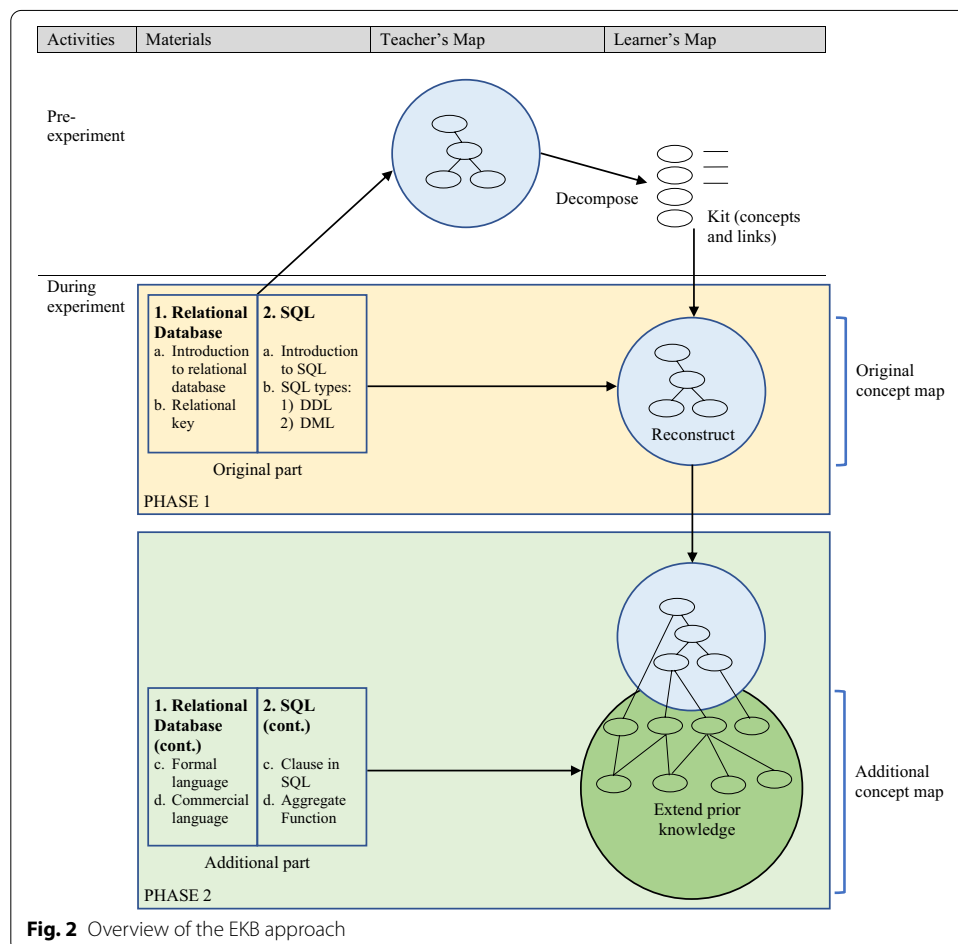 Activities Materials Teacher's Map Learner's Map
Pre-
experiment
Decompose
Kit (concepts
and links)
During
experiment
1. Relational
Database
a. Introduction
to relational
database
b. Relational
key
2. SQL
a. Introduction
to SQL
b. SQL types:
1) DDL
2) DML
Original part
PHASE 1
Reconstruct
Original
concept map
1. Relational
Database
(cont.)
c. Formal
language
d. Commercial
language
2. SQL
(cont.)
c. Clause in
SQL
d. Aggregate
Function
Additional part
PHASE 2
Extend prior
knowledge
Additional
concept map
Fig. 2 Overview of the EKB approach